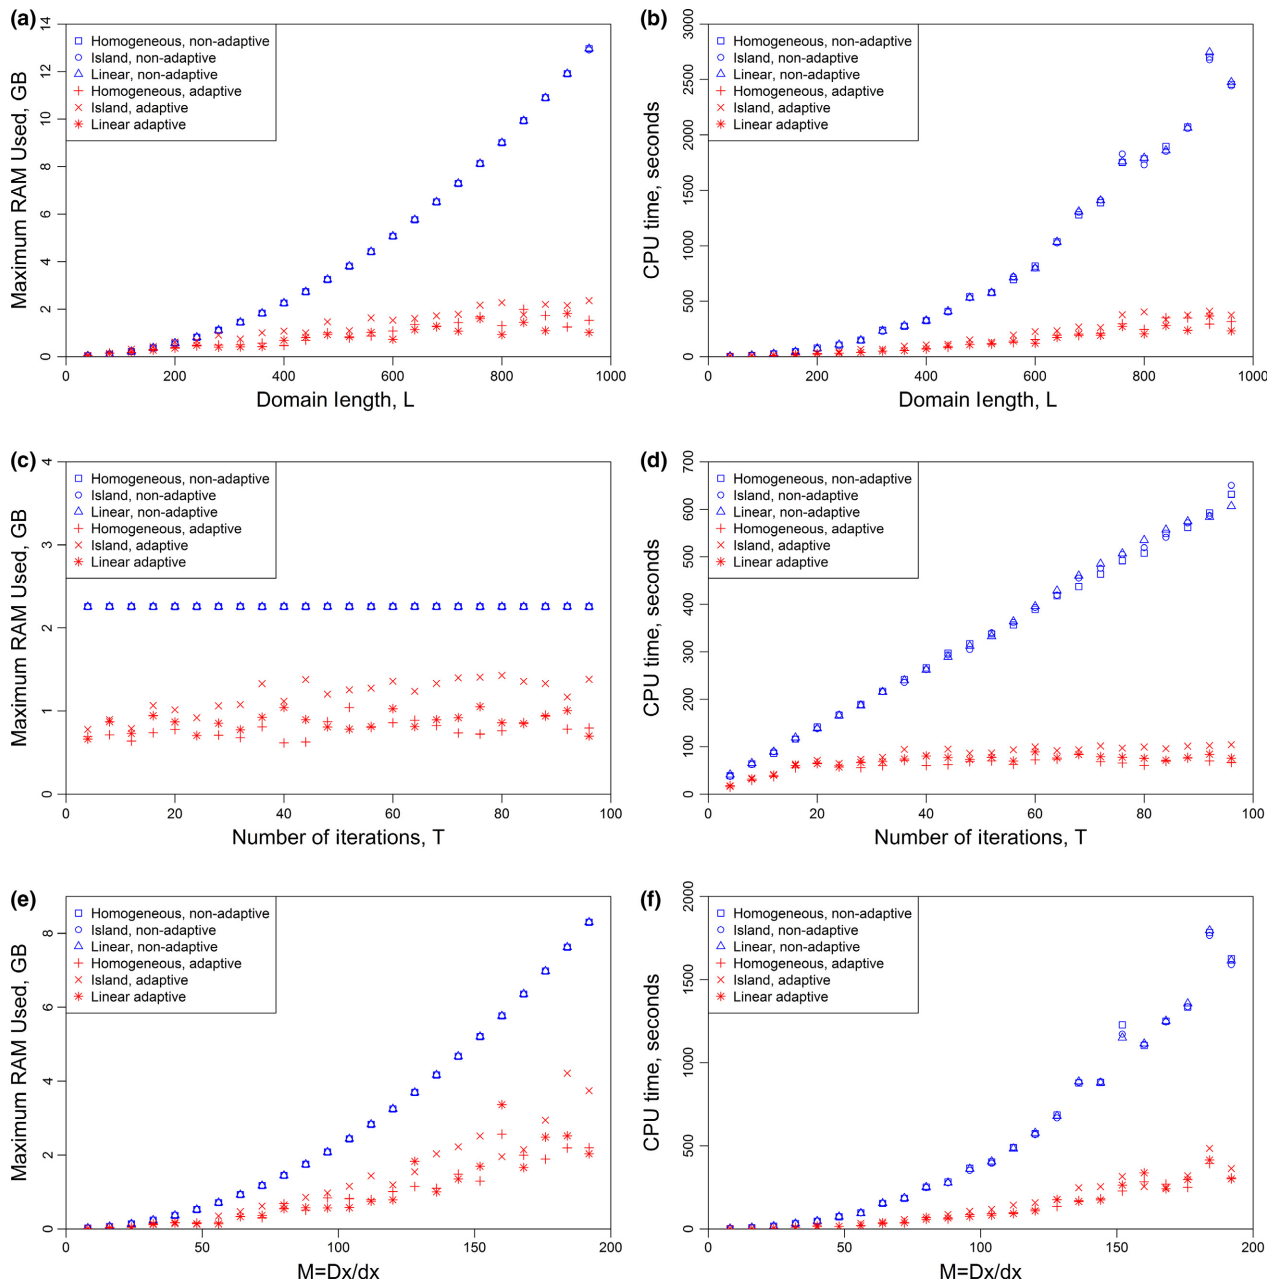 (a)
Maximum RAM Used, GB
0 2 4 6 8 10 12 14
Homogeneous, non-adaptive
Island, non-adaptive
Linear, non-adaptive
Homogeneous, adaptive
Island, adaptive
Linear adaptive
0 200 400 600 800 1000
Domain length, L
(b)
CPU time, seconds
0 500 1000 1500 2000 2500 3000
Homogeneous, non-adaptive
Island, non-adaptive
Linear, non-adaptive
Homogeneous, adaptive
Island, adaptive
Linear adaptive
0 200 400 600 800 1000
Domain length, L
(c)
Maximum RAM Used, GB
0 1 2 3 4
Homogeneous, non-adaptive
Island, non-adaptive
Linear, non-adaptive
Homogeneous, adaptive
Island, adaptive
Linear adaptive
0 20 40 60 80 100
Number of iterations, T
(d)
CPU time, seconds
0 100 200 300 400 500 600 700
Homogeneous, non-adaptive
Island, non-adaptive
Linear, non-adaptive
Homogeneous, adaptive
Island, adaptive
Linear adaptive
0 20 40 60 80 100
Number of iterations, T
(e)
Maximum RAM Used, GB
0 2 4 6 8
Homogeneous, non-adaptive
Island, non-adaptive
Linear, non-adaptive
Homogeneous, adaptive
Island, adaptive
Linear adaptive
0 50 100 150 200
M=Dx/dx
(f)
CPU time, seconds
0 500 1000 1500 2000
Homogeneous, non-adaptive
Island, non-adaptive
Linear, non-adaptive
Homogeneous, adaptive
Island, adaptive
Linear adaptive
0 50 100 150 200
M=Dx/dx